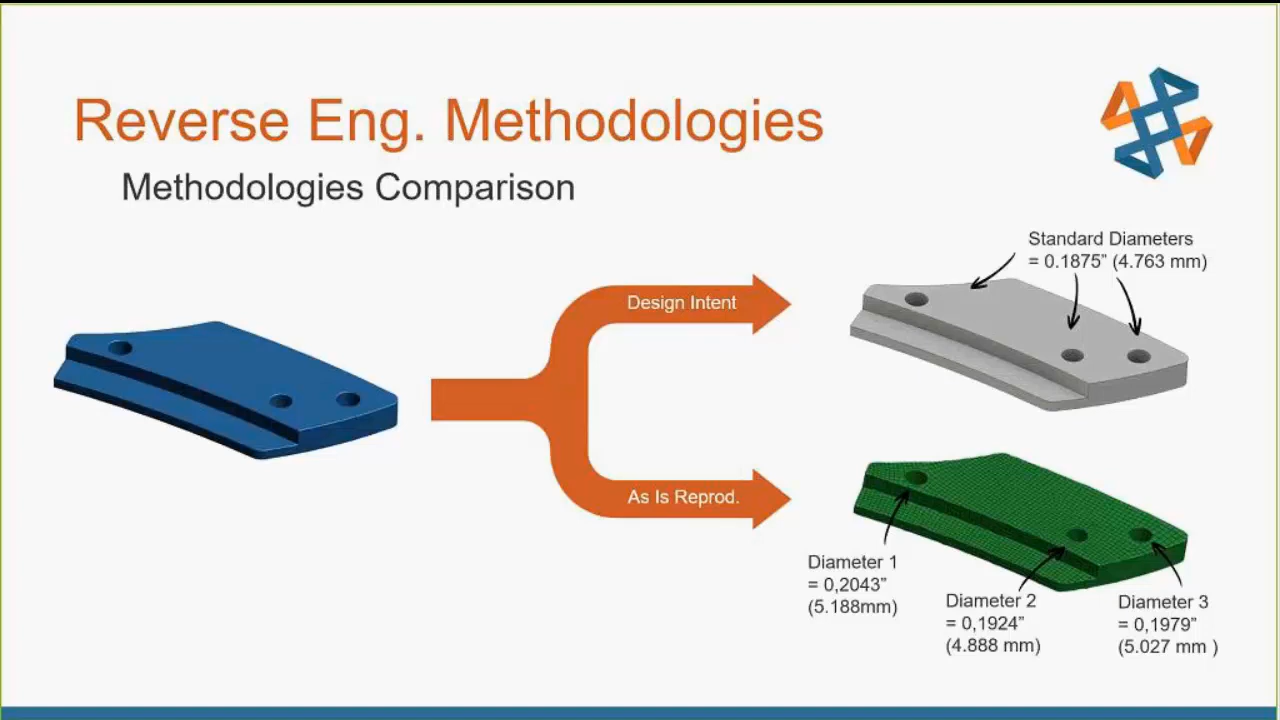 Reverse Eng. Methodologies
Methodologies Comparison
Standard Diameters
= 0.1875” (4.763 mm)
Design Intent
As Is Reprod.
Diameter 1
= 0,2043”
(5.188mm)
Diameter 2
= 0,1924”
(4.888 mm)
Diameter 3
= 0,1979”
(5.027 mm )